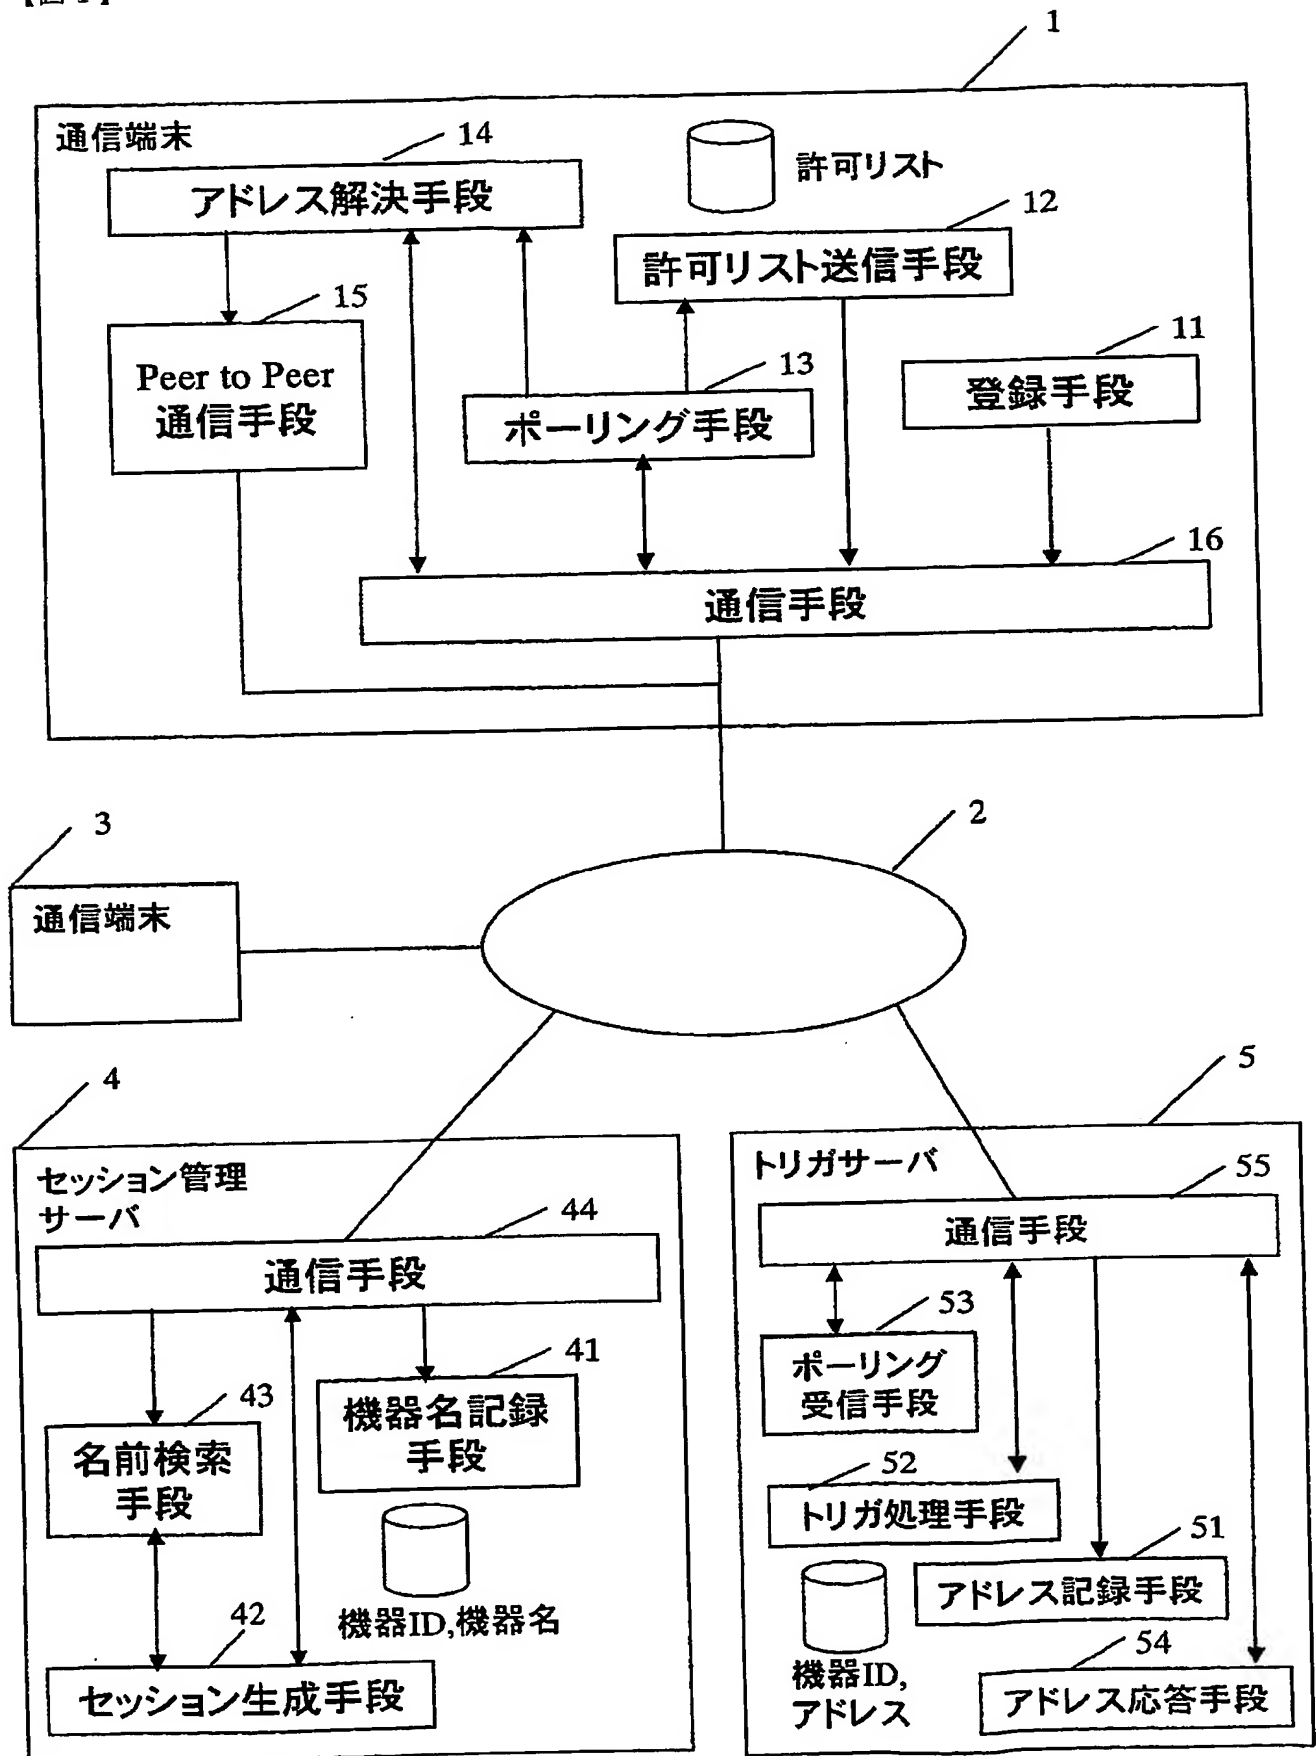 1
通信端末
14
許可リスト
アドレス解決手段
12
許可リスト送信手段
15
Peer to Peer
通信手段
11
登録手段
13
ポーリング手段
16
通信手段
3
通信端末
2
4
セッション管理
サーバ
44
通信手段
41
機器名記録
手段
43
名前検索
手段
機器ID,機器名
42
セッション生成手段
5
トリガサーバ
55
通信手段
53
ポーリング
受信手段
52
トリガ処理手段
51
アドレス記録手段
機器ID,
アドレス
54
アドレス応答手段